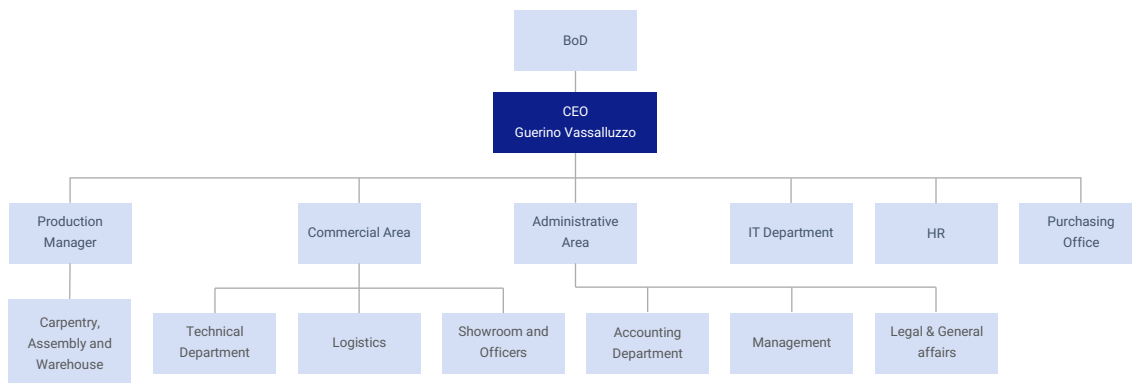 BoD
CEO
Guerino Vassalluzzo
Production
Manager
Commercial Area
Administrative
Area
IT Department
HR
Purchasing
Office
Carpentry,
Assembly and
Warehouse
Technical
Department
Logistics
Showroom and
Officers
Accounting
Department
Management
Legal & General
affairs